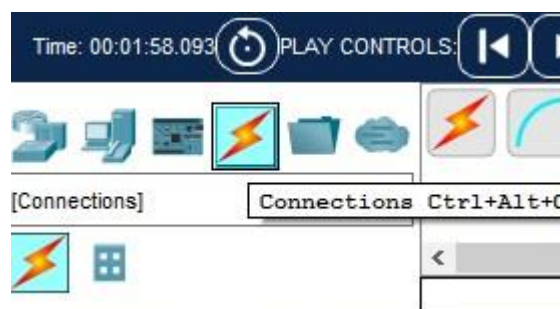 Time: 00:01:58.093 PLAY CONTROLS:
[Connections]
Connections Ctrl+Alt+